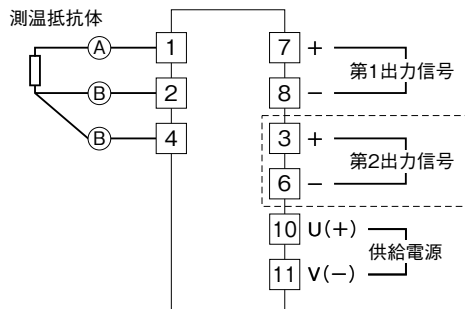 測温抵抗体
A 1
B 2
B 4
7 +
第1出力信号
8 −
3 +
第2出力信号
6 −
10 U(+)
供給電源
11 V(−)